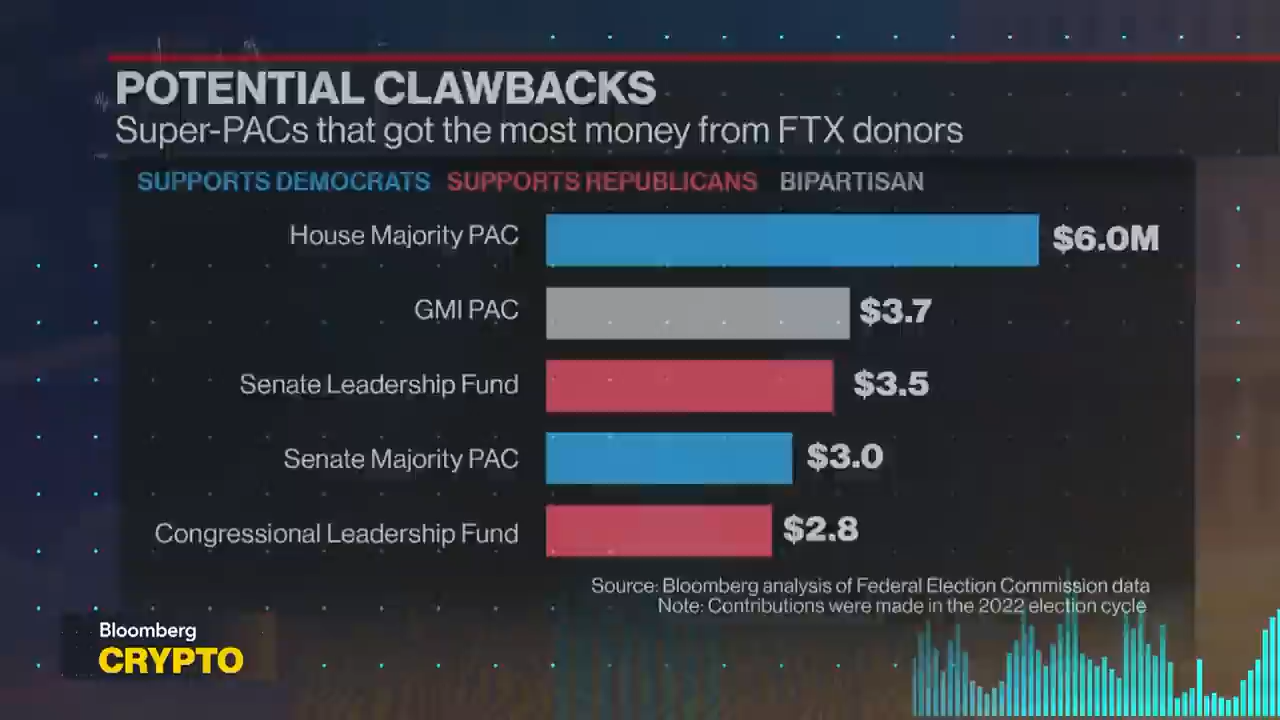 POTENTIAL CLAWBACKS
Super-PACs that got the most money from FTX donors
SUPPORTS DEMOCRATS SUPPORTS REPUBLICANS BIPARTISAN
House Majority PAC $6.0M
GMI PAC $3.7
Senate Leadership Fund $3.5
Senate Majority PAC $3.0
Congressional Leadership Fund $2.8
Source: Bloomberg analysis of Federal Election Commission data
Note: Contributions were made in the 2022 election cycle
Bloomberg
CRYPTO